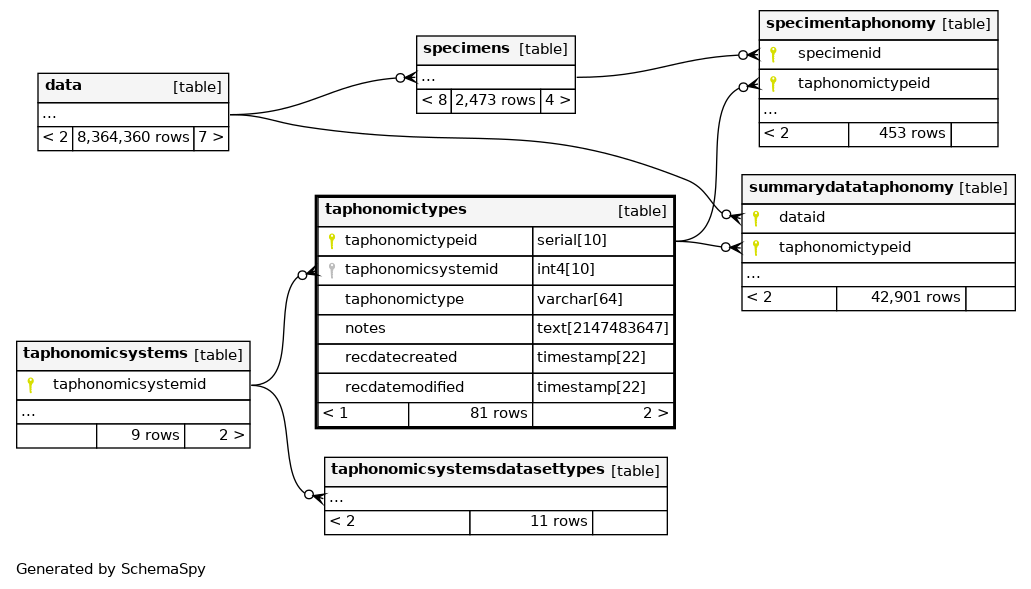 data [table]
...
< 2 8,364,360 rows 7 >
specimens [table]
...
< 8 2,473 rows 4 >
specimentaphonomy [table]
specimenid
taphonomictypeid
...
< 2 453 rows
summarydatataphonomy [table]
dataid
taphonomictypeid
...
< 2 42,901 rows
taphonomictypes [table]
taphonomictypeid serial[10]
taphonomicsystemid int4[10]
taphonomictype varchar[64]
notes text[2147483647]
recdatecreated timestamp[22]
recdatemodified timestamp[22]
< 1 81 rows 2 >
taphonomicsystems [table]
taphonomicsystemid
...
9 rows 2 >
taphonomicsystemsdatasettypes [table]
...
< 2 11 rows
Generated by SchemaSpy